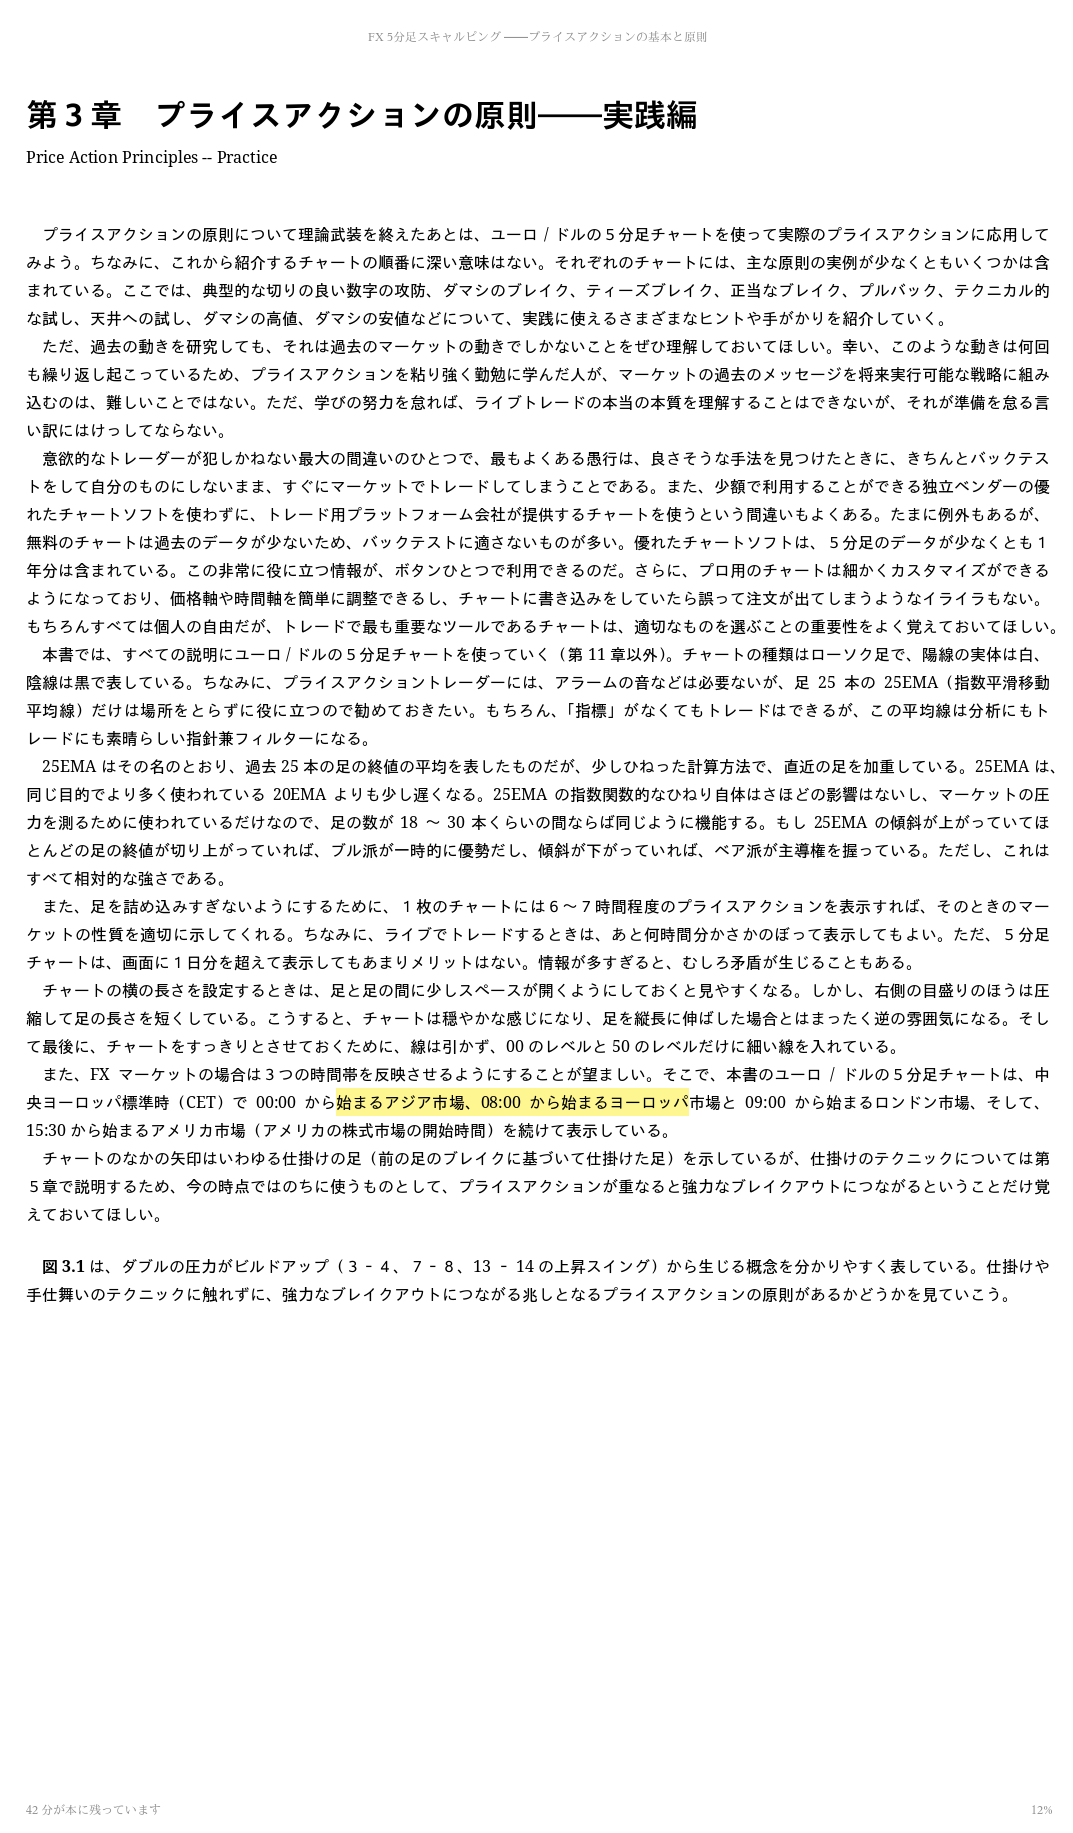 FX 5分足スキャルピング ――プライスアクションの基本と原則
第3章　プライスアクションの原則――実践編
Price Action Principles -- Practice
プライスアクションの原則について理論武装を終えたあとは、ユーロ / ドルの5分足チャートを使って実際のプライスアクションに応用して
みよう。ちなみに、これから紹介するチャートの順番に深い意味はない。それぞれのチャートには、主な原則の実例が少なくともいくつかは含
まれている。ここでは、典型的な切りの良い数字の攻防、ダマシのブレイク、ティーズブレイク、正当なブレイク、プルバック、テクニカル的
な試し、天井への試し、ダマシの高値、ダマシの安値などについて、実践に使えるさまざまなヒントや手がかりを紹介していく。
ただ、過去の動きを研究しても、それは過去のマーケットの動きでしかないことをぜひ理解しておいてほしい。幸い、このような動きは何回
も繰り返し起こっているため、プライスアクションを粘り強く勤勉に学んだ人が、マーケットの過去のメッセージを将来実行可能な戦略に組み
込むのは、難しいことではない。ただ、学びの努力を怠れば、ライブトレードの本当の本質を理解することはできないが、それが準備を怠る言
い訳にはけっしてならない。
意欲的なトレーダーが犯しかねない最大の間違いのひとつで、最もよくある愚行は、良さそうな手法を見つけたときに、きちんとバックテス
トをして自分のものにしないまま、すぐにマーケットでトレードしてしまうことである。また、少額で利用することができる独立ベンダーの優
れたチャートソフトを使わずに、トレード用プラットフォーム会社が提供するチャートを使うという間違いもよくある。たまに例外もあるが、
無料のチャートは過去のデータが少ないため、バックテストに適さないものが多い。優れたチャートソフトは、5分足のデータが少なくとも1
年分は含まれている。この非常に役に立つ情報が、ボタンひとつで利用できるのだ。さらに、プロ用のチャートは細かくカスタマイズができる
ようになっており、価格軸や時間軸を簡単に調整できるし、チャートに書き込みをしていたら誤って注文が出てしまうようなイライラもない。
もちろんすべては個人の自由だが、トレードで最も重要なツールであるチャートは、適切なものを選ぶことの重要性をよく覚えておいてほしい。
本書では、すべての説明にユーロ / ドルの5分足チャートを使っていく（第 11 章以外）。チャートの種類はローソク足で、陽線の実体は白、
陰線は黒で表している。ちなみに、プライスアクショントレーダーには、アラームの音などは必要ないが、足 25 本の 25EMA（指数平滑移動
平均線）だけは場所をとらずに役に立つので勧めておきたい。もちろん、「指標」がなくてもトレードはできるが、この平均線は分析にもト
レードにも素晴らしい指針兼フィルターになる。
25EMA はその名のとおり、過去 25 本の足の終値の平均を表したものだが、少しひねった計算方法で、直近の足を加重している。25EMA は、
同じ目的でより多く使われている 20EMA よりも少し遅くなる。25EMA の指数関数的なひねり自体はさほどの影響はないし、マーケットの圧
力を測るために使われているだけなので、足の数が 18 ～ 30 本くらいの間ならば同じように機能する。もし 25EMA の傾斜が上がっていてほ
とんどの足の終値が切り上がっていれば、ブル派が一時的に優勢だし、傾斜が下がっていれば、ベア派が主導権を握っている。ただし、これは
すべて相対的な強さである。
また、足を詰め込みすぎないようにするために、1枚のチャートには6～7時間程度のプライスアクションを表示すれば、そのときのマー
ケットの性質を適切に示してくれる。ちなみに、ライブでトレードするときは、あと何時間分かさかのぼって表示してもよい。ただ、5分足
チャートは、画面に1日分を超えて表示してもあまりメリットはない。情報が多すぎると、むしろ矛盾が生じることもある。
チャートの横の長さを設定するときは、足と足の間に少しスペースが開くようにしておくと見やすくなる。しかし、右側の目盛りのほうは圧
縮して足の長さを短くしている。こうすると、チャートは穏やかな感じになり、足を縦長に伸ばした場合とはまったく逆の雰囲気になる。そし
て最後に、チャートをすっきりとさせておくために、線は引かず、00 のレベルと 50 のレベルだけに細い線を入れている。
また、FX マーケットの場合は3つの時間帯を反映させるようにすることが望ましい。そこで、本書のユーロ / ドルの5分足チャートは、中
央ヨーロッパ標準時（CET）で 00:00 から始まるアジア市場、08:00 から始まるヨーロッパ市場と 09:00 から始まるロンドン市場、そして、
15:30 から始まるアメリカ市場（アメリカの株式市場の開始時間）を続けて表示している。
チャートのなかの矢印はいわゆる仕掛けの足（前の足のブレイクに基づいて仕掛けた足）を示しているが、仕掛けのテクニックについては第
5章で説明するため、今の時点ではのちに使うものとして、プライスアクションが重なると強力なブレイクアウトにつながるということだけ覚
えておいてほしい。
図 3.1 は、ダブルの圧力がビルドアップ（3‐4、7‐8、13 ‐ 14 の上昇スイング）から生じる概念を分かりやすく表している。仕掛けや
手仕舞いのテクニックに触れずに、強力なブレイクアウトにつながる兆しとなるプライスアクションの原則があるかどうかを見ていこう。
42 分が本に残っています
12%